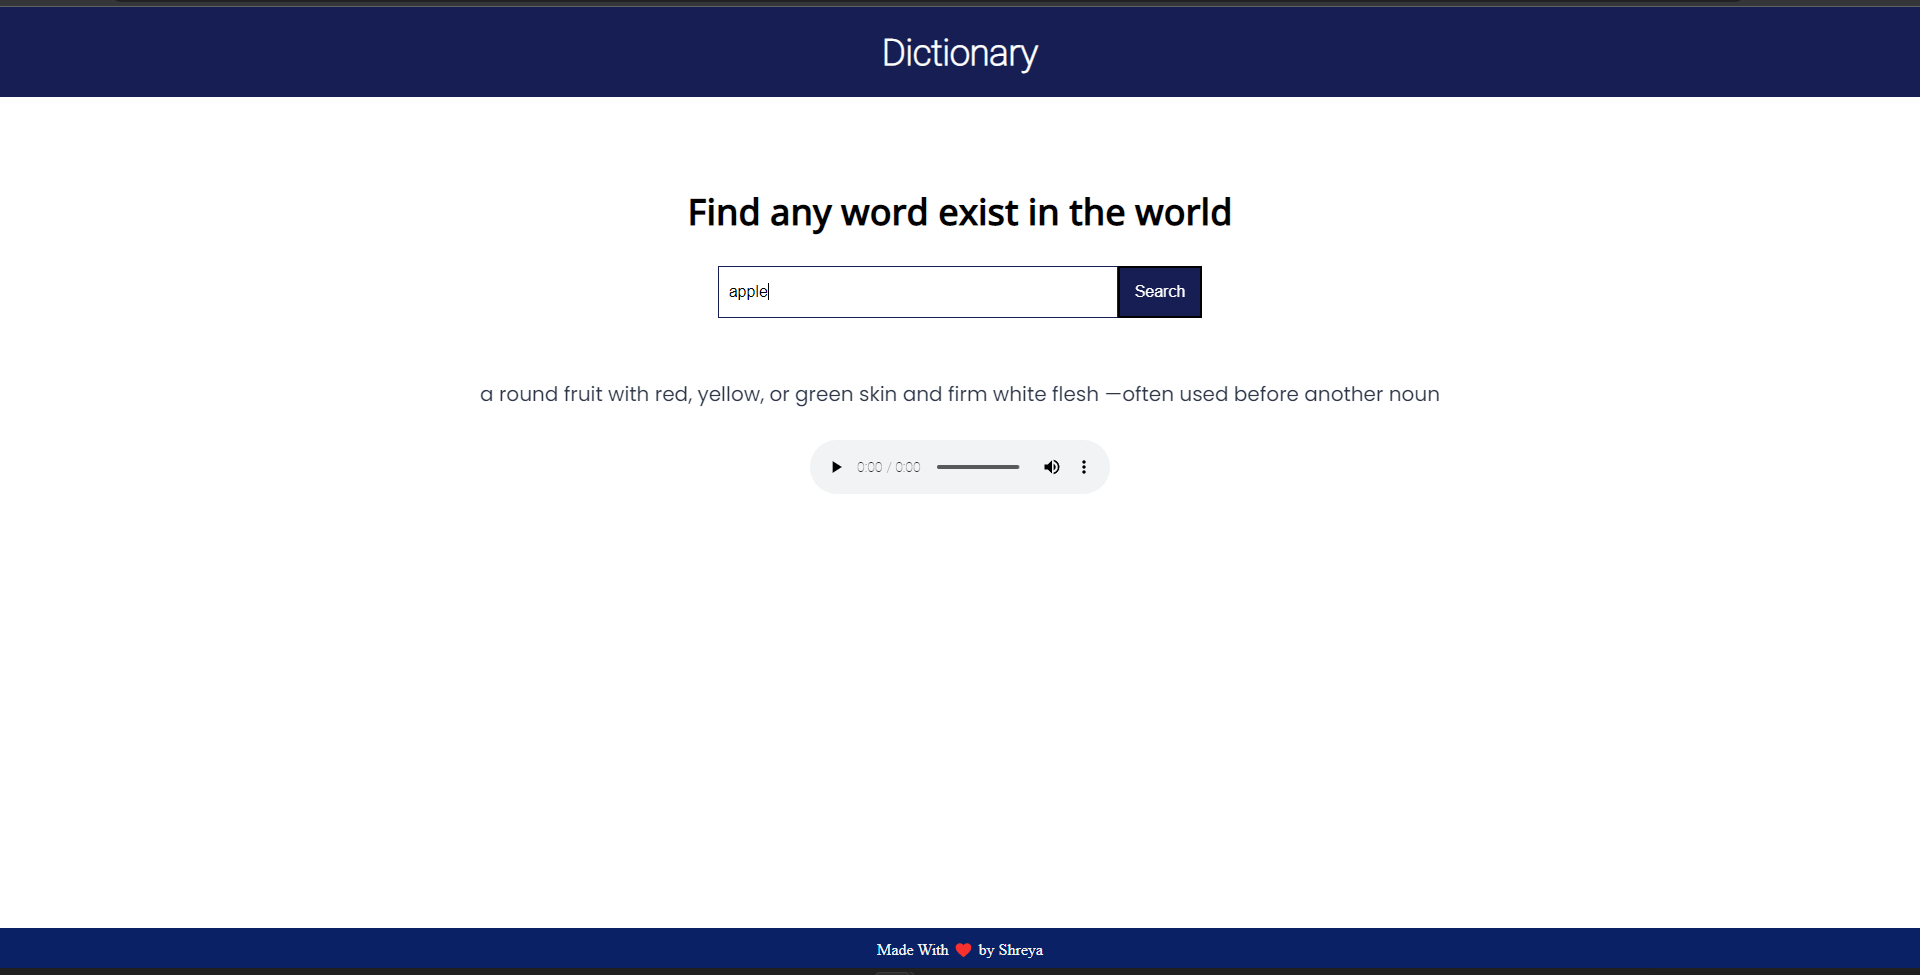 Dictionary
Find any word exist in the world
apple
Search
a round fruit with red, yellow, or green skin and firm white flesh —often used before another noun
0:00 / 0:00
Made With ❤️ by Shreya